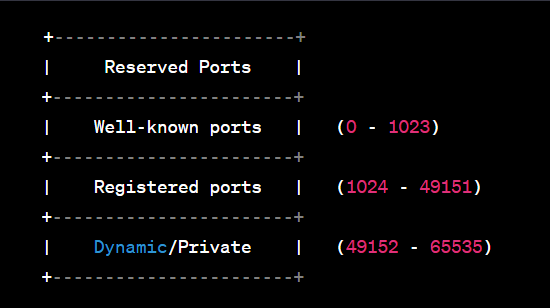 +-----------------------+
|     Reserved Ports    |
+-----------------------+
|    Well-known ports   |   (0 - 1023)
+-----------------------+
|    Registered ports   |   (1024 - 49151)
+-----------------------+
|    Dynamic/Private    |   (49152 - 65535)
+-----------------------+